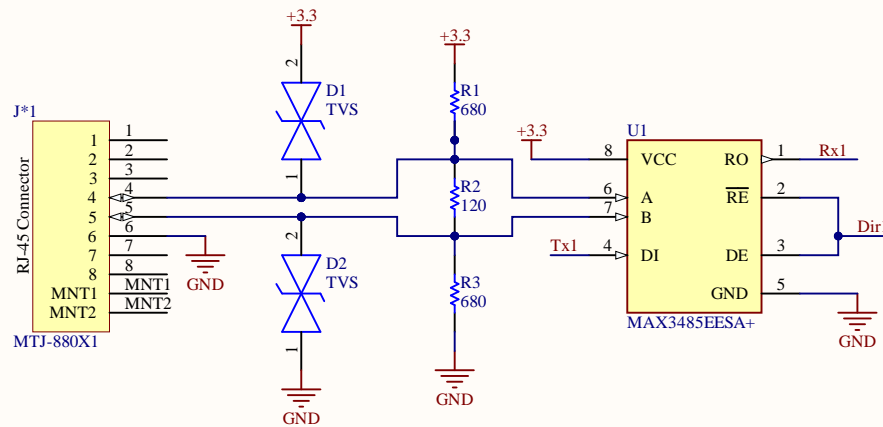 +3.3
+3.3
2
D1
TVS
1
R1
680
J*1
RJ-45 Connector
1 1
2 2
3 3
4 4
5 5
6 6
7 7
8 8
MNT1 MNT1
MNT2 MNT2
MTJ-880X1
GND
2
D2
TVS
1
GND
R2
120
R3
680
GND
+3.3
U1
8 VCC RO 1 Rx1
6 A RE 2
7 B
Dir1
Tx1 4 DI DE 3
GND 5
MAX3485EESA+
GND